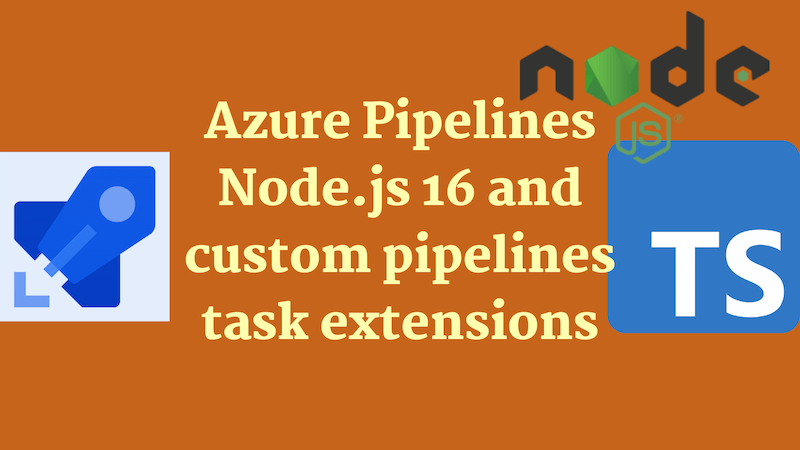 node
JS
®
Azure Pipelines
Node.js 16 and
custom pipelines
task extensions
TS